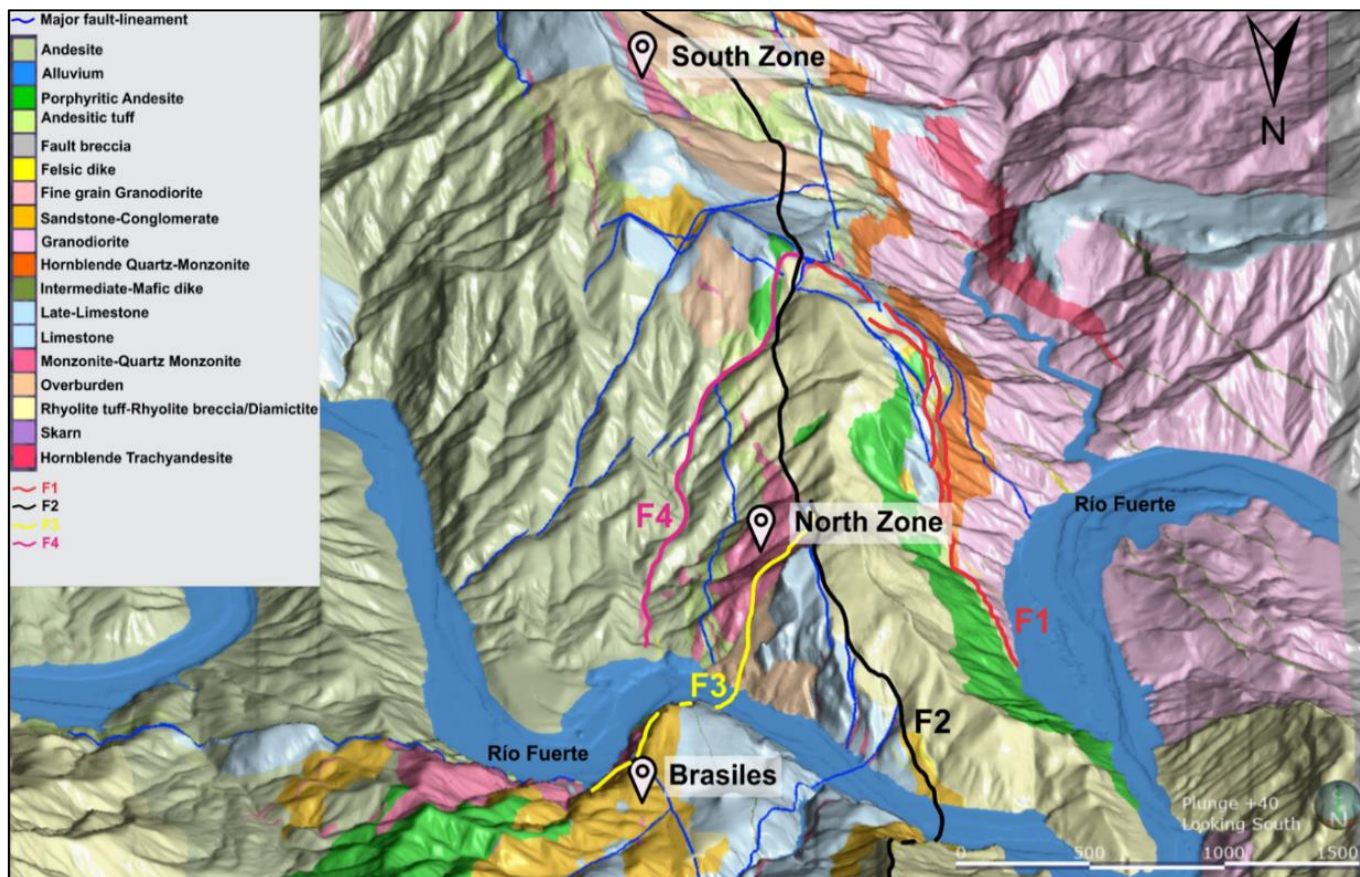 Major fault-lineament
Andesite
Alluvium
Porphyritic Andesite
Andesitic tuff
Fault breccia
Felsic dike
Fine grain Granodiorite
Sandstone-Conglomerate
Granodiorite
Hornblende Quartz-Monzonite
Intermediate-Mafic dike
Late-Limestone
Limestone
Monzonite-Quartz Monzonite
Overburden
Rhyolite tuff-Rhyolite breccia/Diamictite
Skarn
Hornblende Trachyandesite
F1
F2
F3
F4
South Zone
N
F4
North Zone
Río Fuerte
F1
F3
F2
Río Fuerte
Brasiles
Plunge +40
Looking South
N
0 500 1000 1500